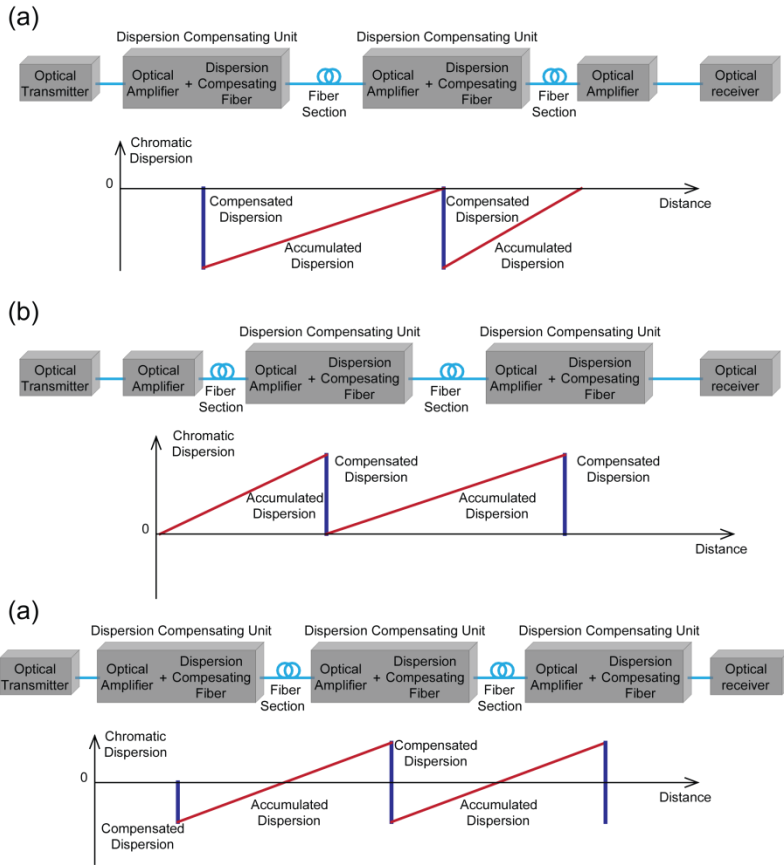 (a)
Dispersion Compensating Unit
Dispersion Compensating Unit
Optical
Transmitter
Optical
Amplifier
+
Dispersion
Compesating
Fiber
Fiber
Section
Optical
Amplifier
+
Dispersion
Compesating
Fiber
Fiber
Section
Optical
Amplifier
Optical
receiver
Chromatic
Dispersion
0
Compensated
Dispersion
Accumulated
Dispersion
Compensated
Dispersion
Accumulated
Dispersion
Distance
(b)
Dispersion Compensating Unit
Dispersion Compensating Unit
Optical
Transmitter
Optical
Amplifier
Fiber
Section
Optical
Amplifier
+
Dispersion
Compesating
Fiber
Fiber
Section
Optical
Amplifier
+
Dispersion
Compesating
Fiber
Optical
receiver
Chromatic
Dispersion
Compensated
Dispersion
Compensated
Dispersion
Accumulated
Dispersion
Accumulated
Dispersion
0
Distance
(a)
Dispersion Compensating Unit
Dispersion Compensating Unit
Dispersion Compensating Unit
Optical
Transmitter
Optical
Amplifier
+
Dispersion
Compesating
Fiber
Fiber
Section
Optical
Amplifier
+
Dispersion
Compesating
Fiber
Fiber
Section
Optical
Amplifier
+
Dispersion
Compesating
Fiber
Optical
receiver
Chromatic
Dispersion
Compensated
Dispersion
0
Distance
Accumulated
Dispersion
Accumulated
Dispersion
Compensated
Dispersion